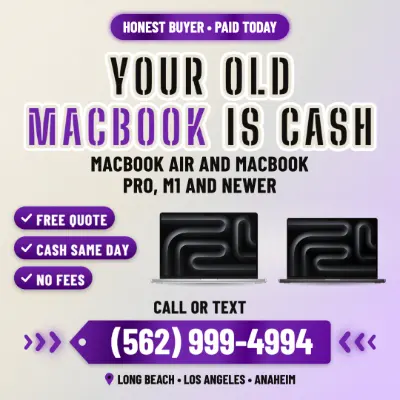 HONEST BUYER • PAID TODAY
YOUR OLD
MACBOOK IS CASH
MACBOOK AIR AND MACBOOK
PRO, M1 AND NEWER
FREE QUOTE
CASH SAME DAY
NO FEES
CALL OR TEXT
(562) 999-4994
LONG BEACH • LOS ANGELES • ANAHEIM